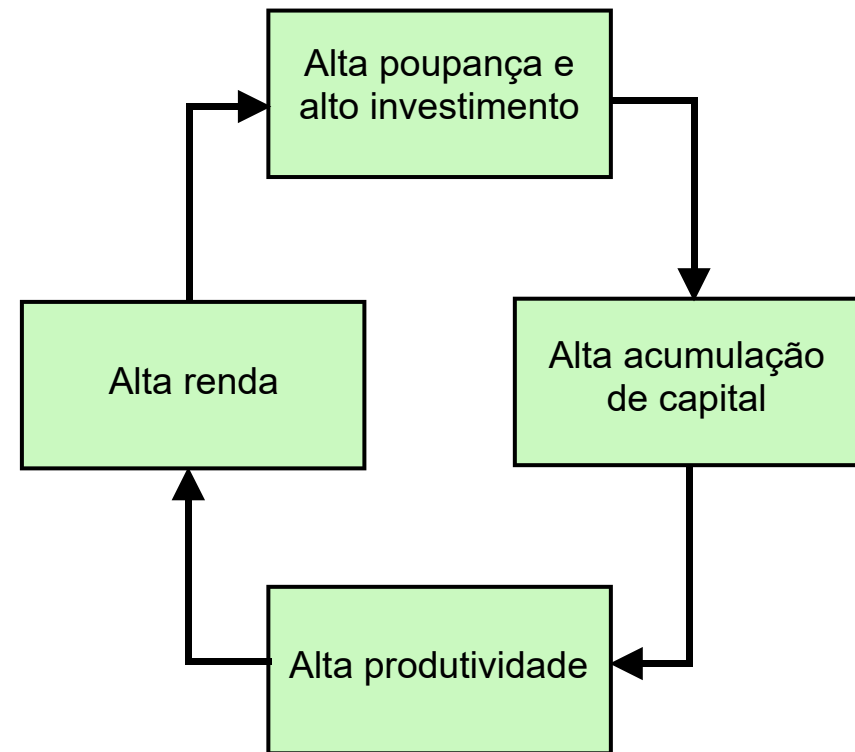 Alta poupança e
alto investimento
Alta renda
Alta acumulação
de capital
Alta produtividade